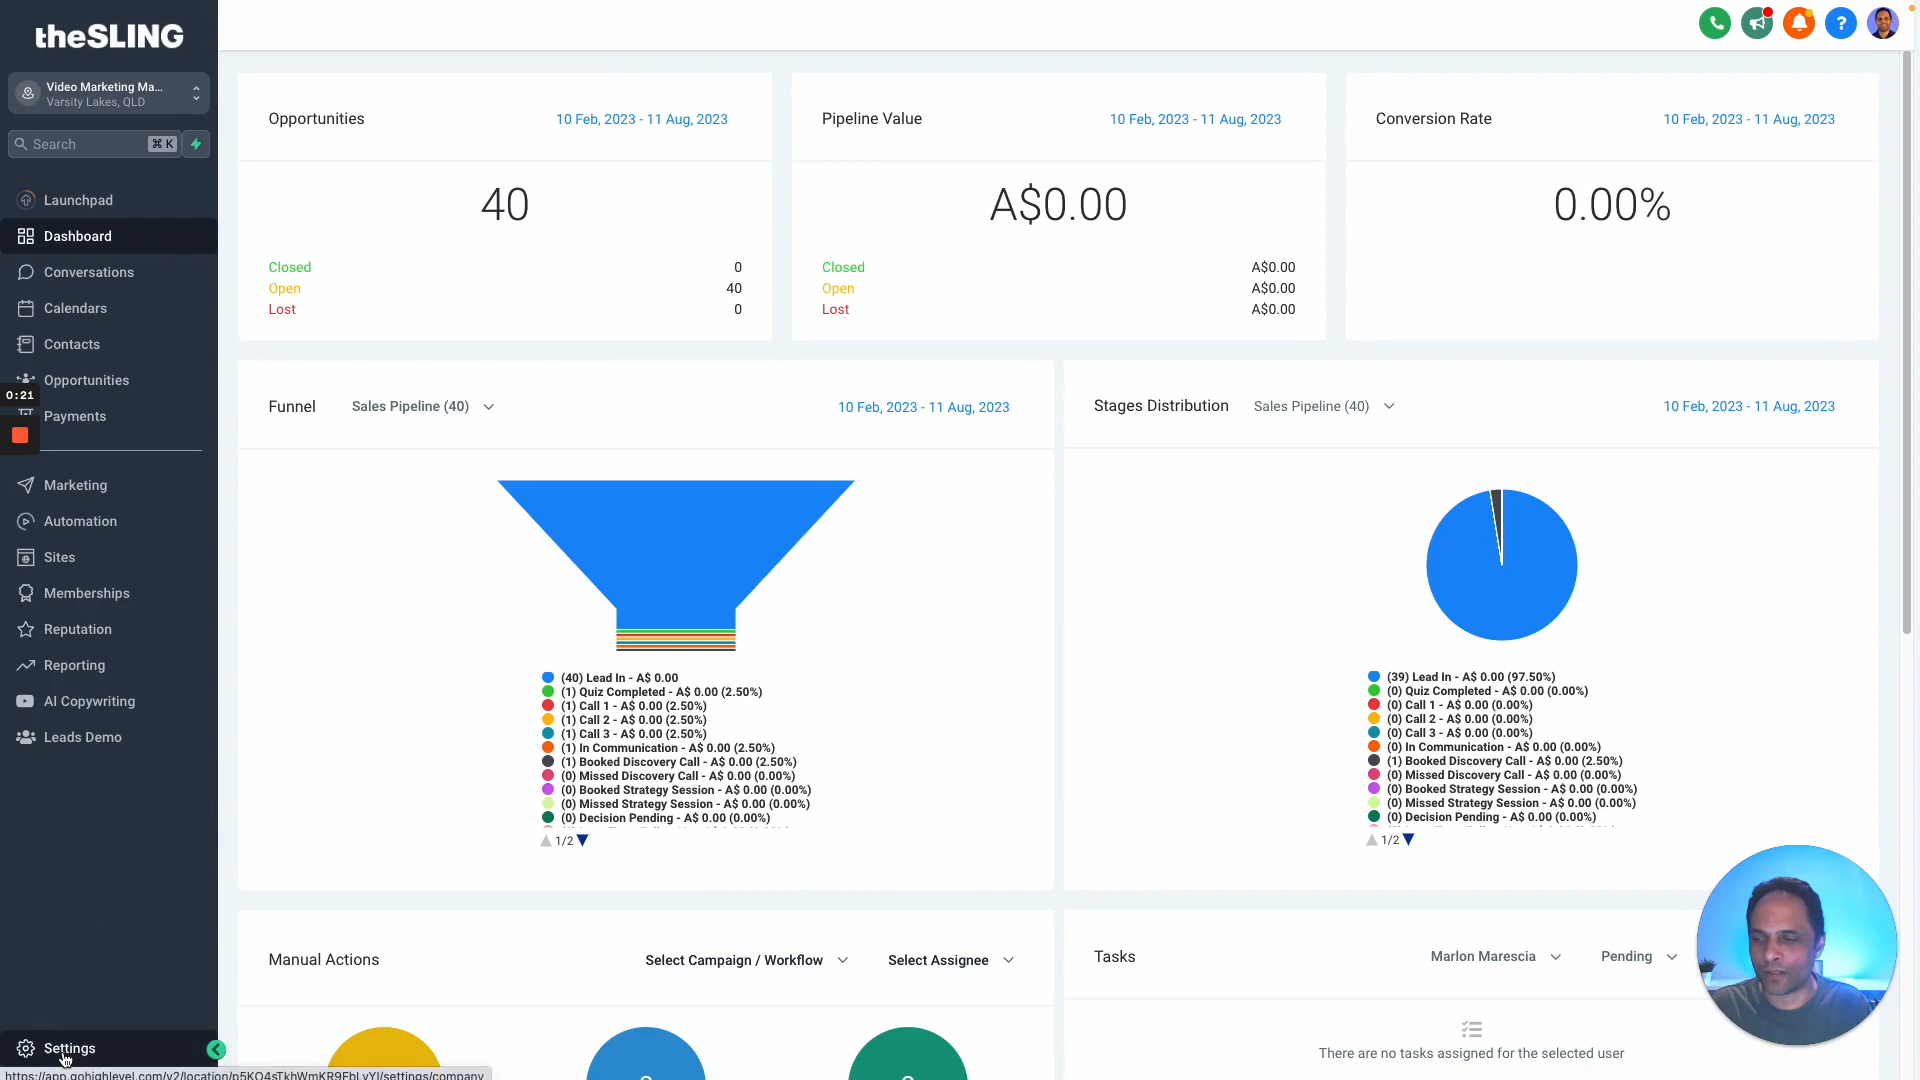 theSLING
Video Marketing Ma...
Varsity Lakes, QLD
Search
⌘ K
Launchpad
Dashboard
Conversations
Calendars
Contacts
Opportunities
0:21
Payments
Marketing
Automation
Sites
Memberships
Reputation
Reporting
AI Copywriting
Leads Demo
Settings
https://app.gohighlevel.com/v2/location/p5KO4sTkhWmKR9FbLvYI/settings/company
?
Opportunities
10 Feb, 2023 - 11 Aug, 2023
40
Closed 0
Open 40
Lost 0
Pipeline Value
10 Feb, 2023 - 11 Aug, 2023
A$0.00
Closed A$0.00
Open A$0.00
Lost A$0.00
Conversion Rate
10 Feb, 2023 - 11 Aug, 2023
0.00%
Funnel
Sales Pipeline (40)
10 Feb, 2023 - 11 Aug, 2023
(40) Lead In - A$ 0.00
(1) Quiz Completed - A$ 0.00 (2.50%)
(1) Call 1 - A$ 0.00 (2.50%)
(1) Call 2 - A$ 0.00 (2.50%)
(1) Call 3 - A$ 0.00 (2.50%)
(1) In Communication - A$ 0.00 (2.50%)
(1) Booked Discovery Call - A$ 0.00 (2.50%)
(0) Missed Discovery Call - A$ 0.00 (0.00%)
(0) Booked Strategy Session - A$ 0.00 (0.00%)
(0) Missed Strategy Session - A$ 0.00 (0.00%)
(0) Decision Pending - A$ 0.00 (0.00%)
1/2
Stages Distribution
Sales Pipeline (40)
10 Feb, 2023 - 11 Aug, 2023
(39) Lead In - A$ 0.00 (97.50%)
(0) Quiz Completed - A$ 0.00 (0.00%)
(0) Call 1 - A$ 0.00 (0.00%)
(0) Call 2 - A$ 0.00 (0.00%)
(0) Call 3 - A$ 0.00 (0.00%)
(0) In Communication - A$ 0.00 (0.00%)
(1) Booked Discovery Call - A$ 0.00 (2.50%)
(0) Missed Discovery Call - A$ 0.00 (0.00%)
(0) Booked Strategy Session - A$ 0.00 (0.00%)
(0) Missed Strategy Session - A$ 0.00 (0.00%)
(0) Decision Pending - A$ 0.00 (0.00%)
1/2
Manual Actions
Select Campaign / Workflow
Select Assignee
Tasks
Marlon Marescia
Pending
There are no tasks assigned for the selected user